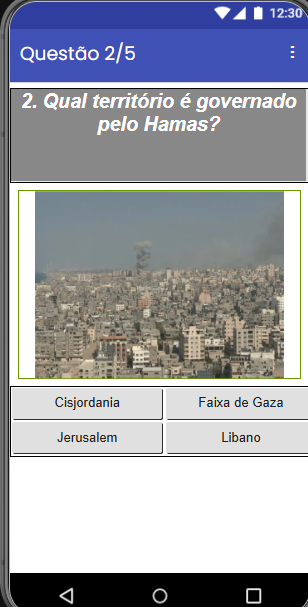 12:30
Questão 2/5
2. Qual território é governado
pelo Hamas?
Cisjordania
Faixa de Gaza
Jerusalem
Libano